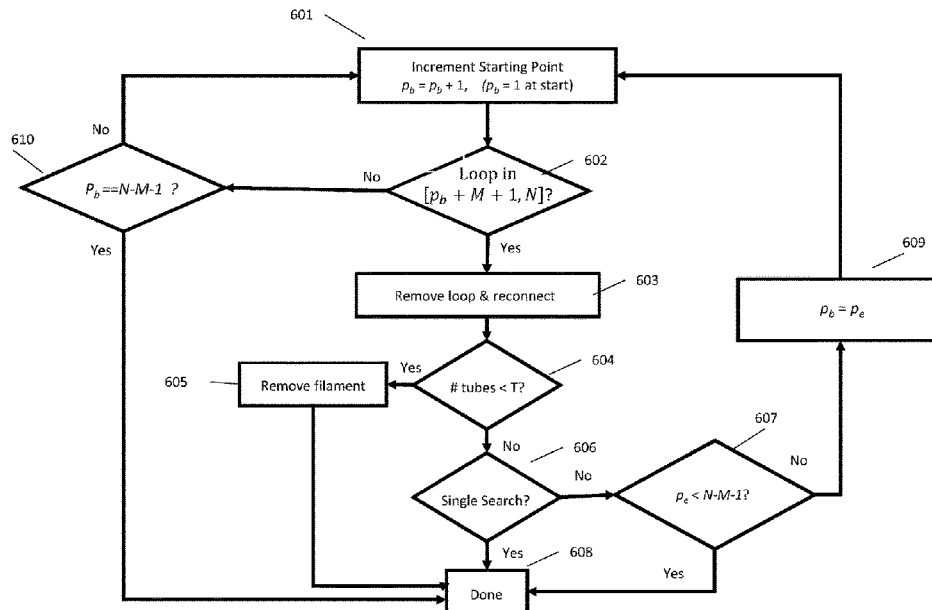 601
Increment Starting Point
p_b = p_b + 1, (p_b = 1 at start)
No
610
602
P_b ==N-M-1 ?
No
Loop in
[p_b + M + 1, N]?
Yes
Yes
609
603
Remove loop & reconnect
p_b = p_e
604
Yes
605
Remove filament
# tubes < T?
607
606
No
No
No
Single Search?
p_e < N-M-1?
Yes
608
Yes
Done